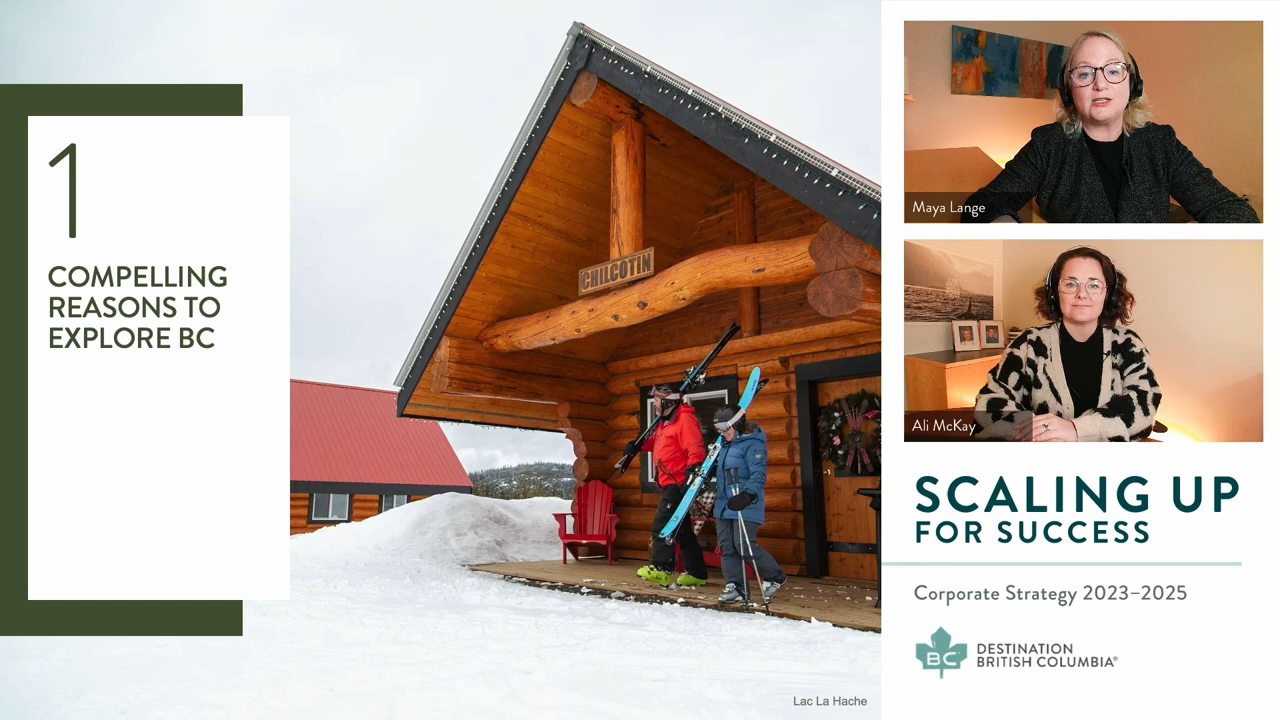 1
COMPELLING
REASONS TO
EXPLORE BC
CHILCOTIN
Lac La Hache
Maya Lange
Ali McKay
SCALING UP
FOR SUCCESS
Corporate Strategy 2023–2025
BC
DESTINATION
BRITISH COLUMBIA®